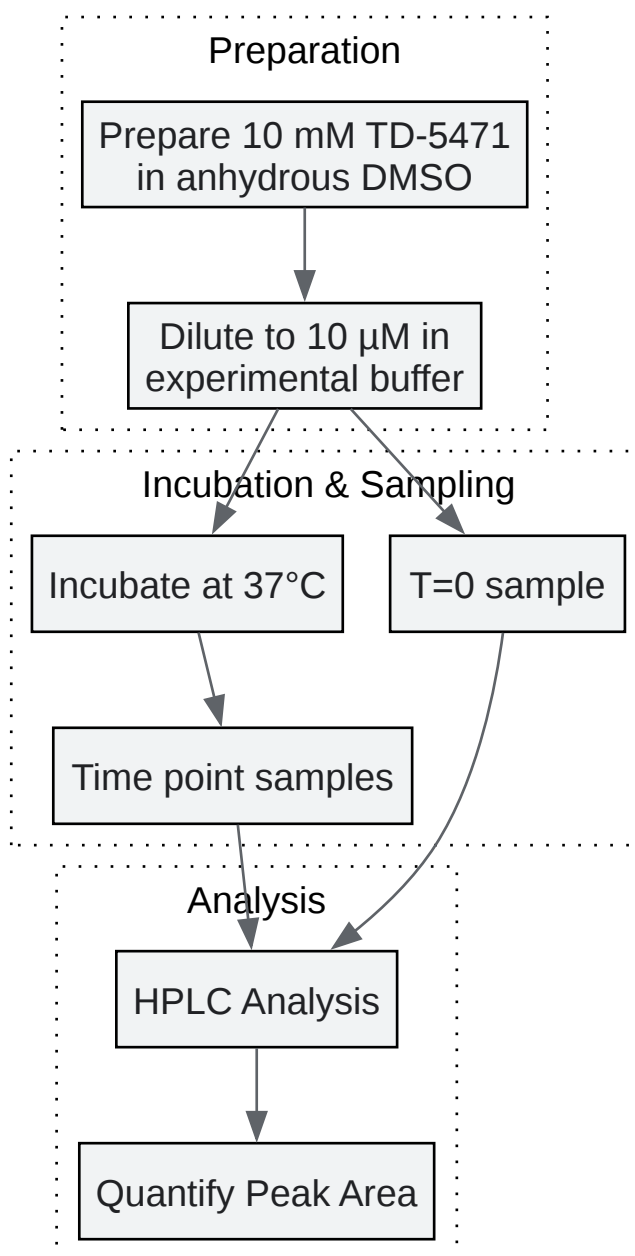 Preparation
Prepare 10 mM TD-5471
in anhydrous DMSO
Dilute to 10 µM in
experimental buffer
Incubation & Sampling
Incubate at 37°C
T=0 sample
Time point samples
Analysis
HPLC Analysis
Quantify Peak Area